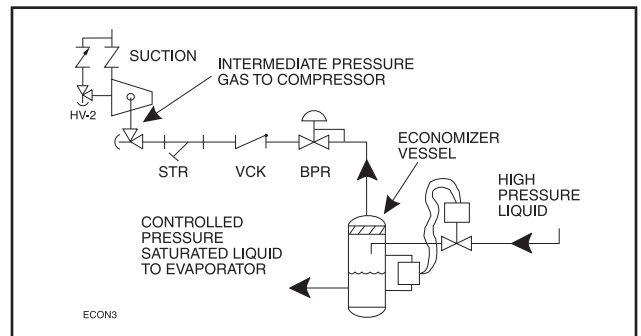 SUCTION
INTERMEDIATE PRESSURE
GAS TO COMPRESSOR
HV-2
STR
VCK
BPR
ECONOMIZER
VESSEL
HIGH
PRESSURE
LIQUID
CONTROLLED
PRESSURE
SATURATED LIQUID
TO EVAPORATOR
ECON3